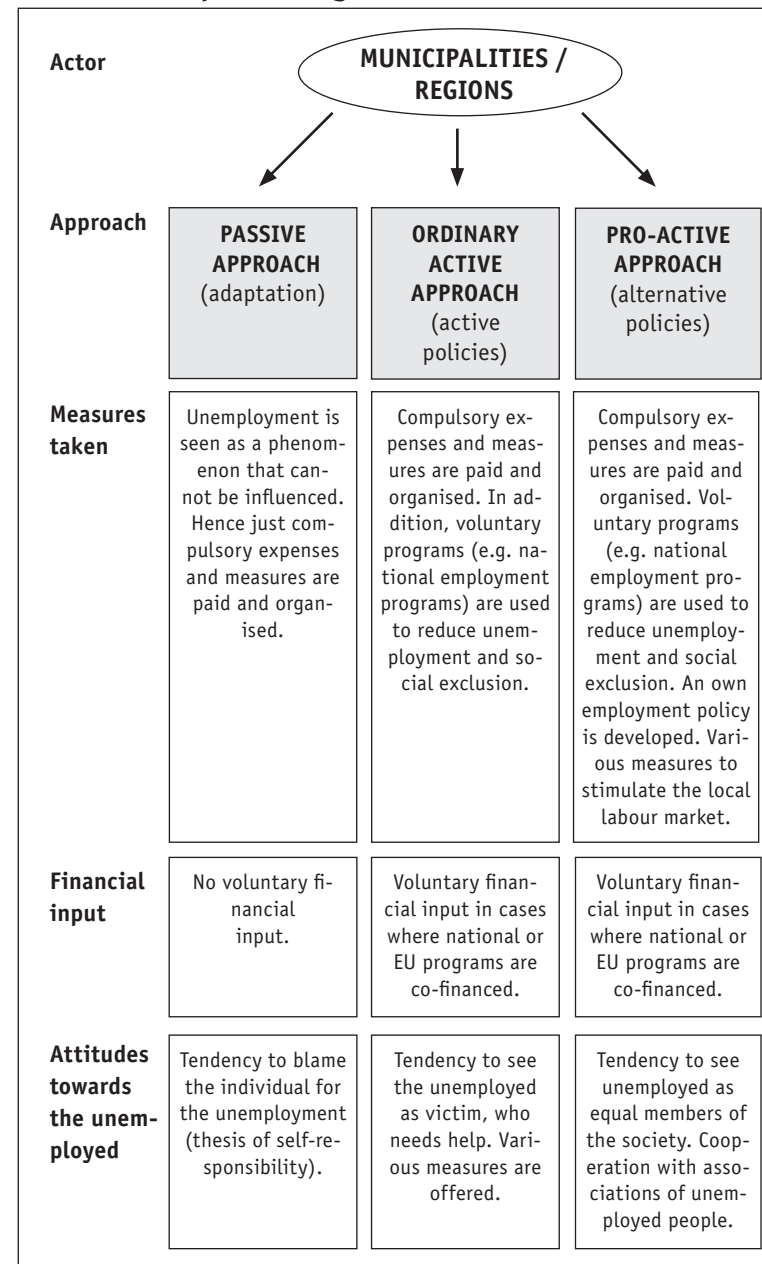 Actor
MUNICIPALITIES /
REGIONS
Approach
PASSIVE
APPROACH
(adaptation)
ORDINARY
ACTIVE
APPROACH
(active
policies)
PRO-ACTIVE
APPROACH
(alternative
policies)
Measures
taken
Unemployment is
seen as a phenom-
enon that can-
not be influenced.
Hence just com-
pulsory expenses
and measures are
paid and organ-
ised.
Compulsory ex-
penses and meas-
ures are paid and
organised. In ad-
dition, voluntary
programs (e.g. na-
tional employment
programs) are used
to reduce unem-
ployment and so-
cial exclusion.
Compulsory ex-
penses and meas-
ures are paid and
organised. Vol-
untary programs
(e.g. national
employment pro-
grams) are used to
reduce unemploy-
ment and social
exclusion. An own
employment policy
is developed. Vari-
ous measures to
stimulate the local
labour market.
Financial
input
No voluntary fi-
nancial
input.
Voluntary finan-
cial input in cases
where national or
EU programs are
co-financed.
Voluntary finan-
cial input in cases
where national or
EU programs are
co-financed.
Attitudes
towards
the unem-
ployed
Tendency to blame
the individual for
the unemployment
(thesis of self-re-
sponsibility).
Tendency to see
the unemployed
as victim, who
needs help. Vari-
ous measures are
offered.
Tendency to see
unemployed as
equal members of
the society. Coop-
eration with asso-
ciations of unem-
ployed people.